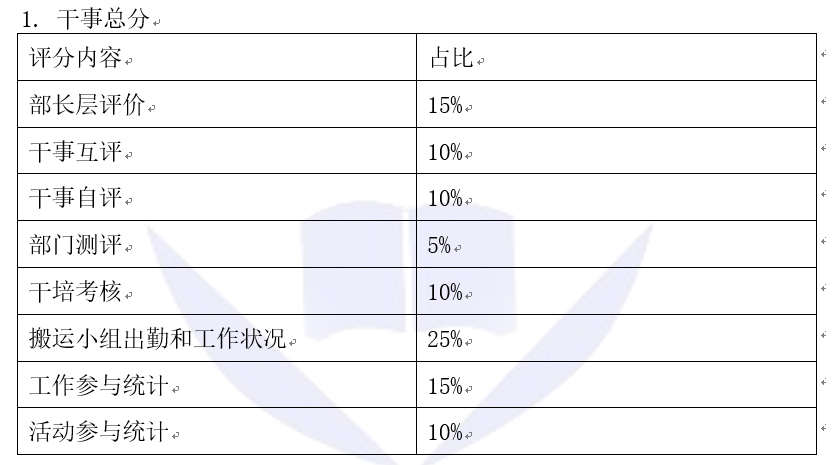 1. 干事总分
评分内容 占比
部长层评价 15%
干事互评 10%
干事自评 10%
部门测评 5%
干培考核 10%
搬运小组出勤和工作状况 25%
工作参与统计 15%
活动参与统计 10%